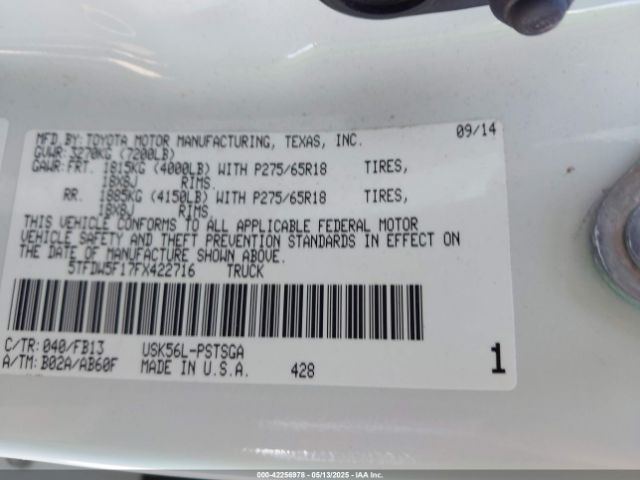 MFD BY: TOYOTA MOTOR MANUFACTURING, TEXAS, INC. 09/14
GVWR: 3270KG (7200LB)
GAWR: FRT. 1815KG (4000LB) WITH P275/65R18 TIRES,
18X8J RIMS.
RR. 1885KG (4150LB) WITH P275/65R18 TIRES,
18X8J RIMS.
THIS VEHICLE CONFORMS TO ALL APPLICABLE FEDERAL MOTOR
VEHICLE SAFETY AND THEFT PREVENTION STANDARDS IN EFFECT ON
THE DATE OF MANUFACTURE SHOWN ABOVE.
5TFDW5F17FX422716 TRUCK
C/TR: 040/FB13 USK56L-PSTSGA
A/TM: B02A/AB60F MADE IN U.S.A. 428 1
000-42256978 | 05/13/2025 | IAA Inc.